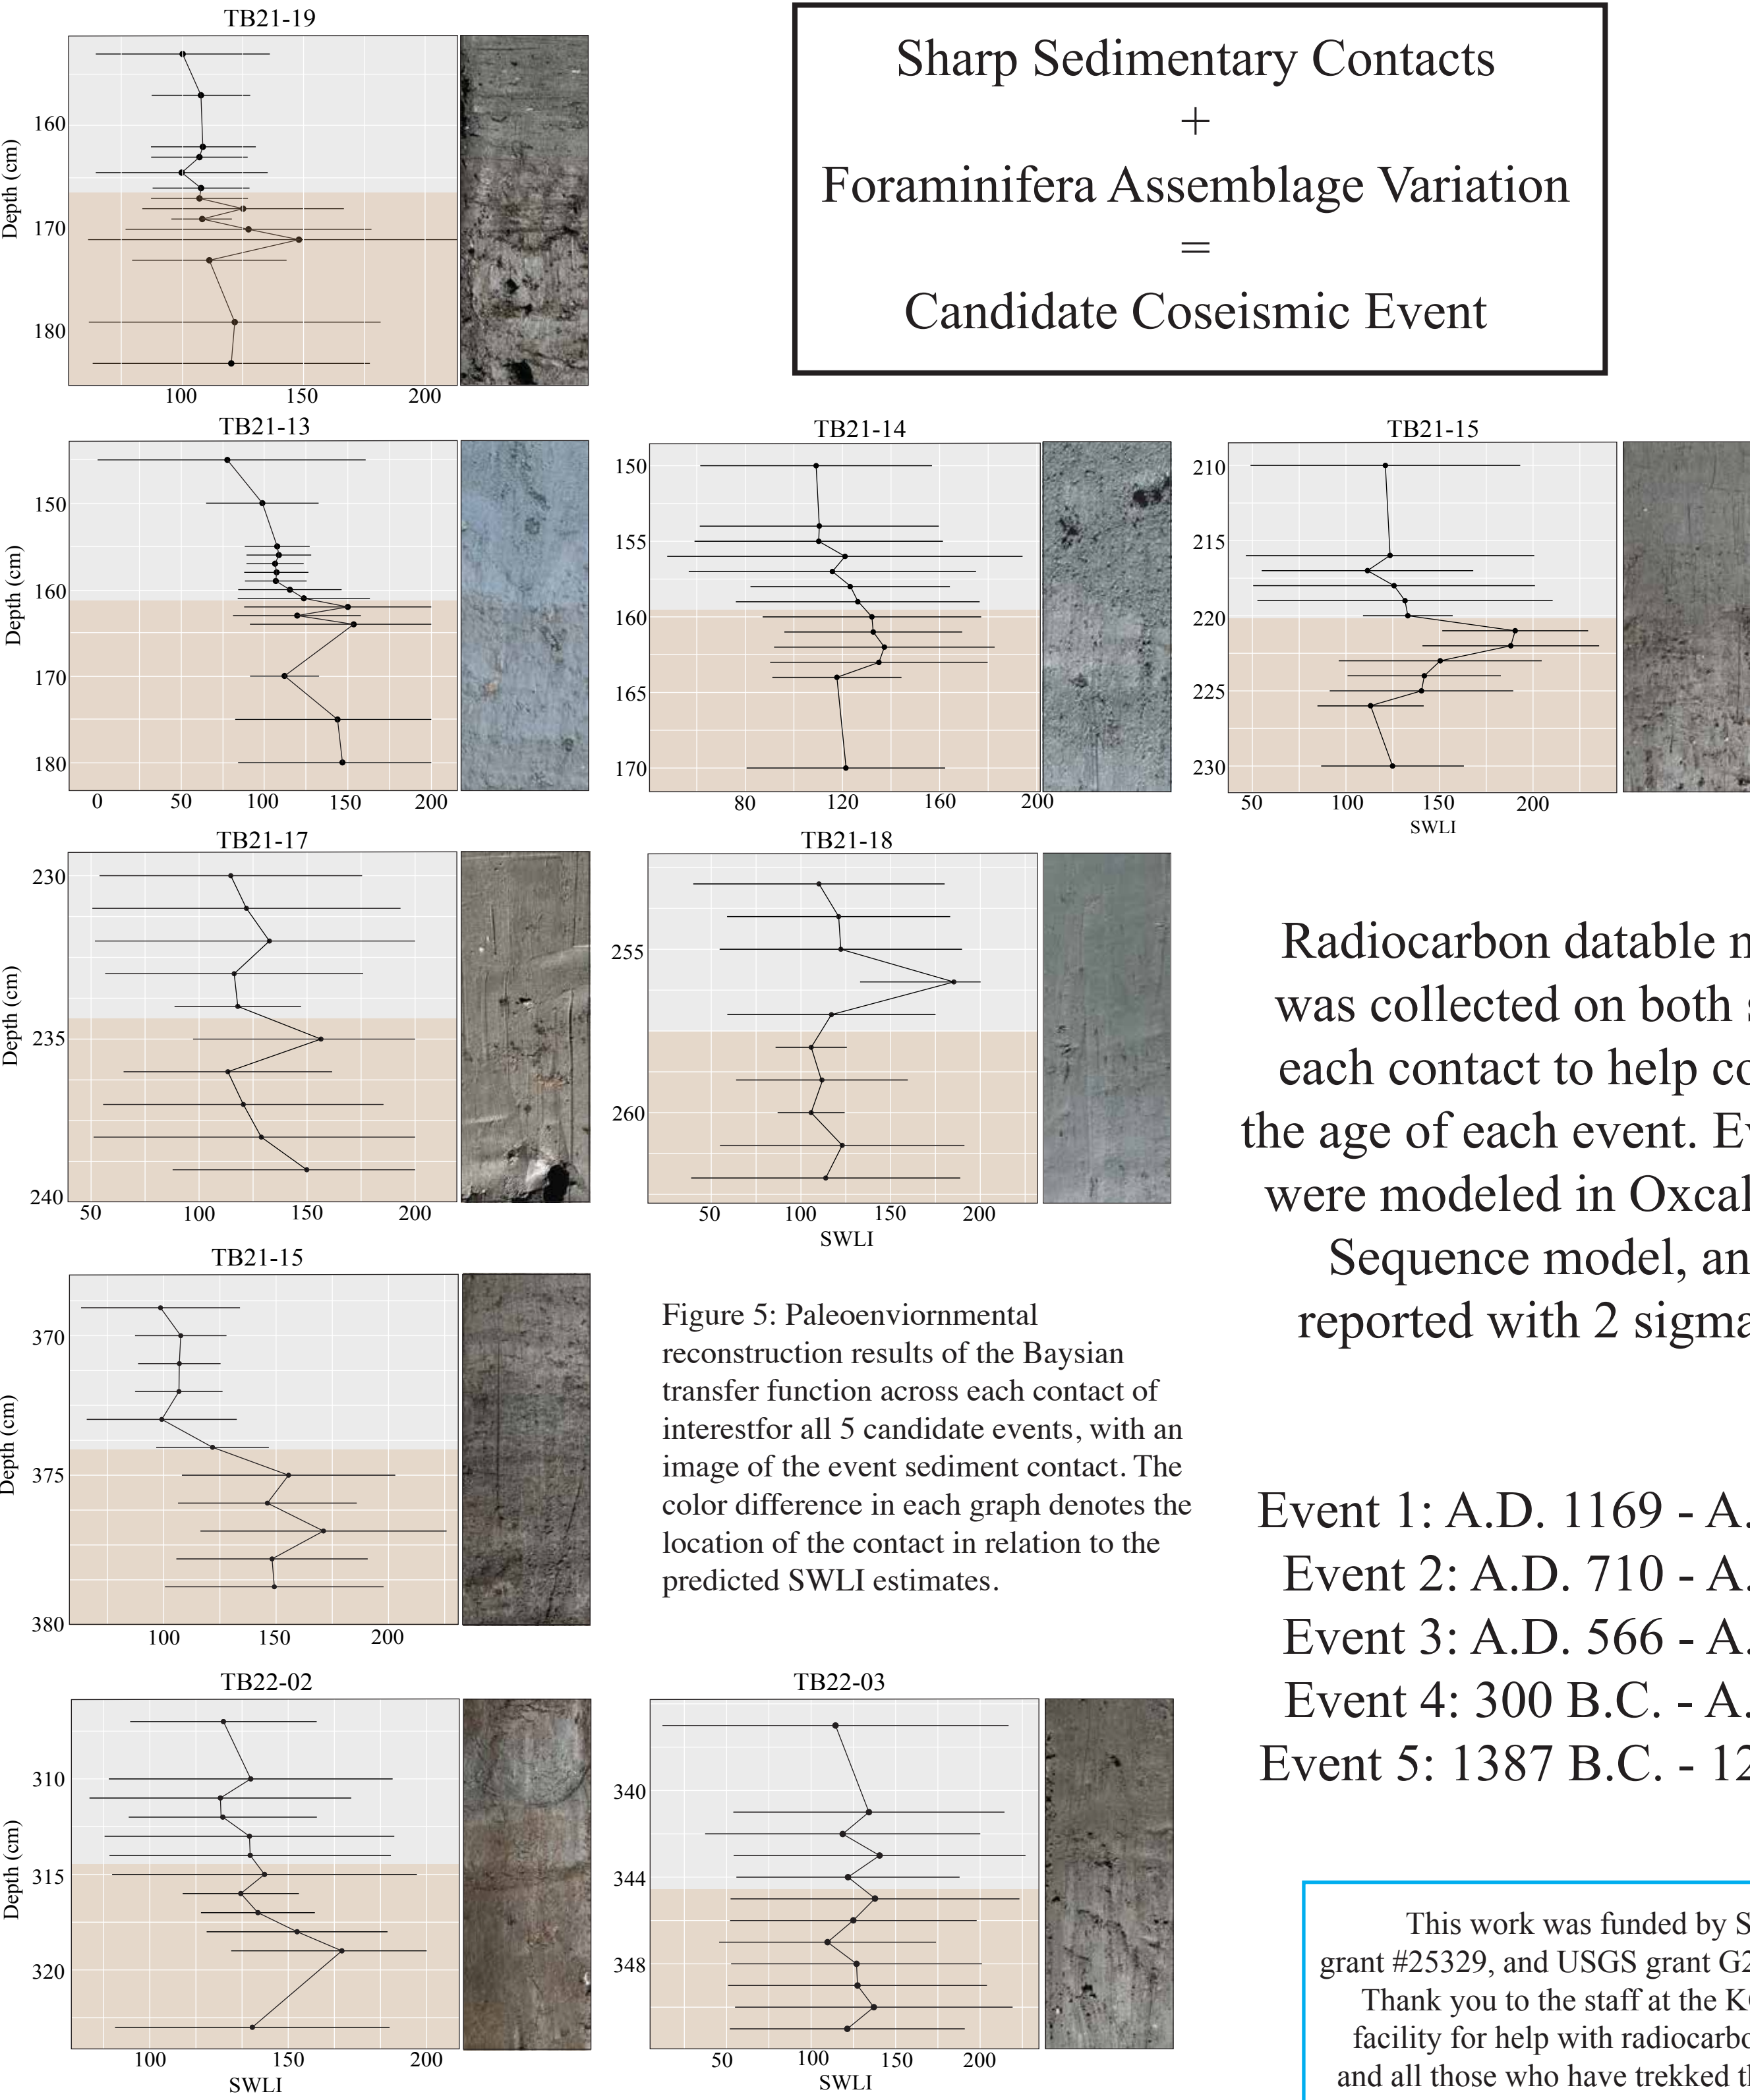 TB21-19
Depth (cm)
160
170
180
100 150 200
Sharp Sedimentary Contacts
+
Foraminifera Assemblage Variation
=
Candidate Coseismic Event
TB21-13
Depth (cm)
150
160
170
180
0 50 100 150 200
TB21-14
150
155
160
165
170
80 120 160 200
TB21-15
210
215
220
225
230
50 100 150 200
SWLI
TB21-17
Depth (cm)
230
235
240
50 100 150 200
TB21-18
255
260
50 100 150 200
SWLI
Radiocarbon datable
was collected on both
each contact to help
the age of each event.
were modeled in
Sequence model,
reported with 2
TB21-15
Depth (cm)
370
375
380
100 150 200
Figure 5: Paleoenviornmental
reconstruction results of the Baysian
transfer function across each contact of
interestfor all 5 candidate events, with an
image of the event sediment contact. The
color difference in each graph denotes the
location of the contact in relation to the
predicted SWLI estimates.
Event 1: A.D. 1169 - A.
Event 2: A.D. 710 - A.
Event 3: A.D. 566 - A.
Event 4: 300 B.C. - A.
Event 5: 1387 B.C. - 12
TB22-02
Depth (cm)
310
315
320
100 150 200
SWLI
TB22-03
340
344
348
50 100 150 200
SWLI
This work was funded by S
grant #25329, and USGS grant G2
Thank you to the staff at the
facility for help with
and all those who have trekked